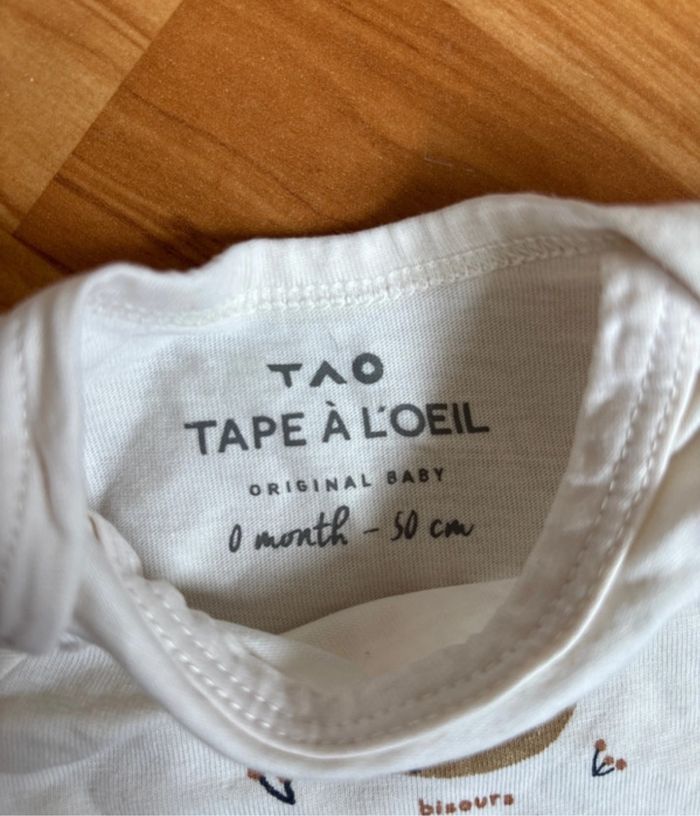 TAO
TAPE À L'OEIL
ORIGINAL BABY
0 month - 50 cm
bisours